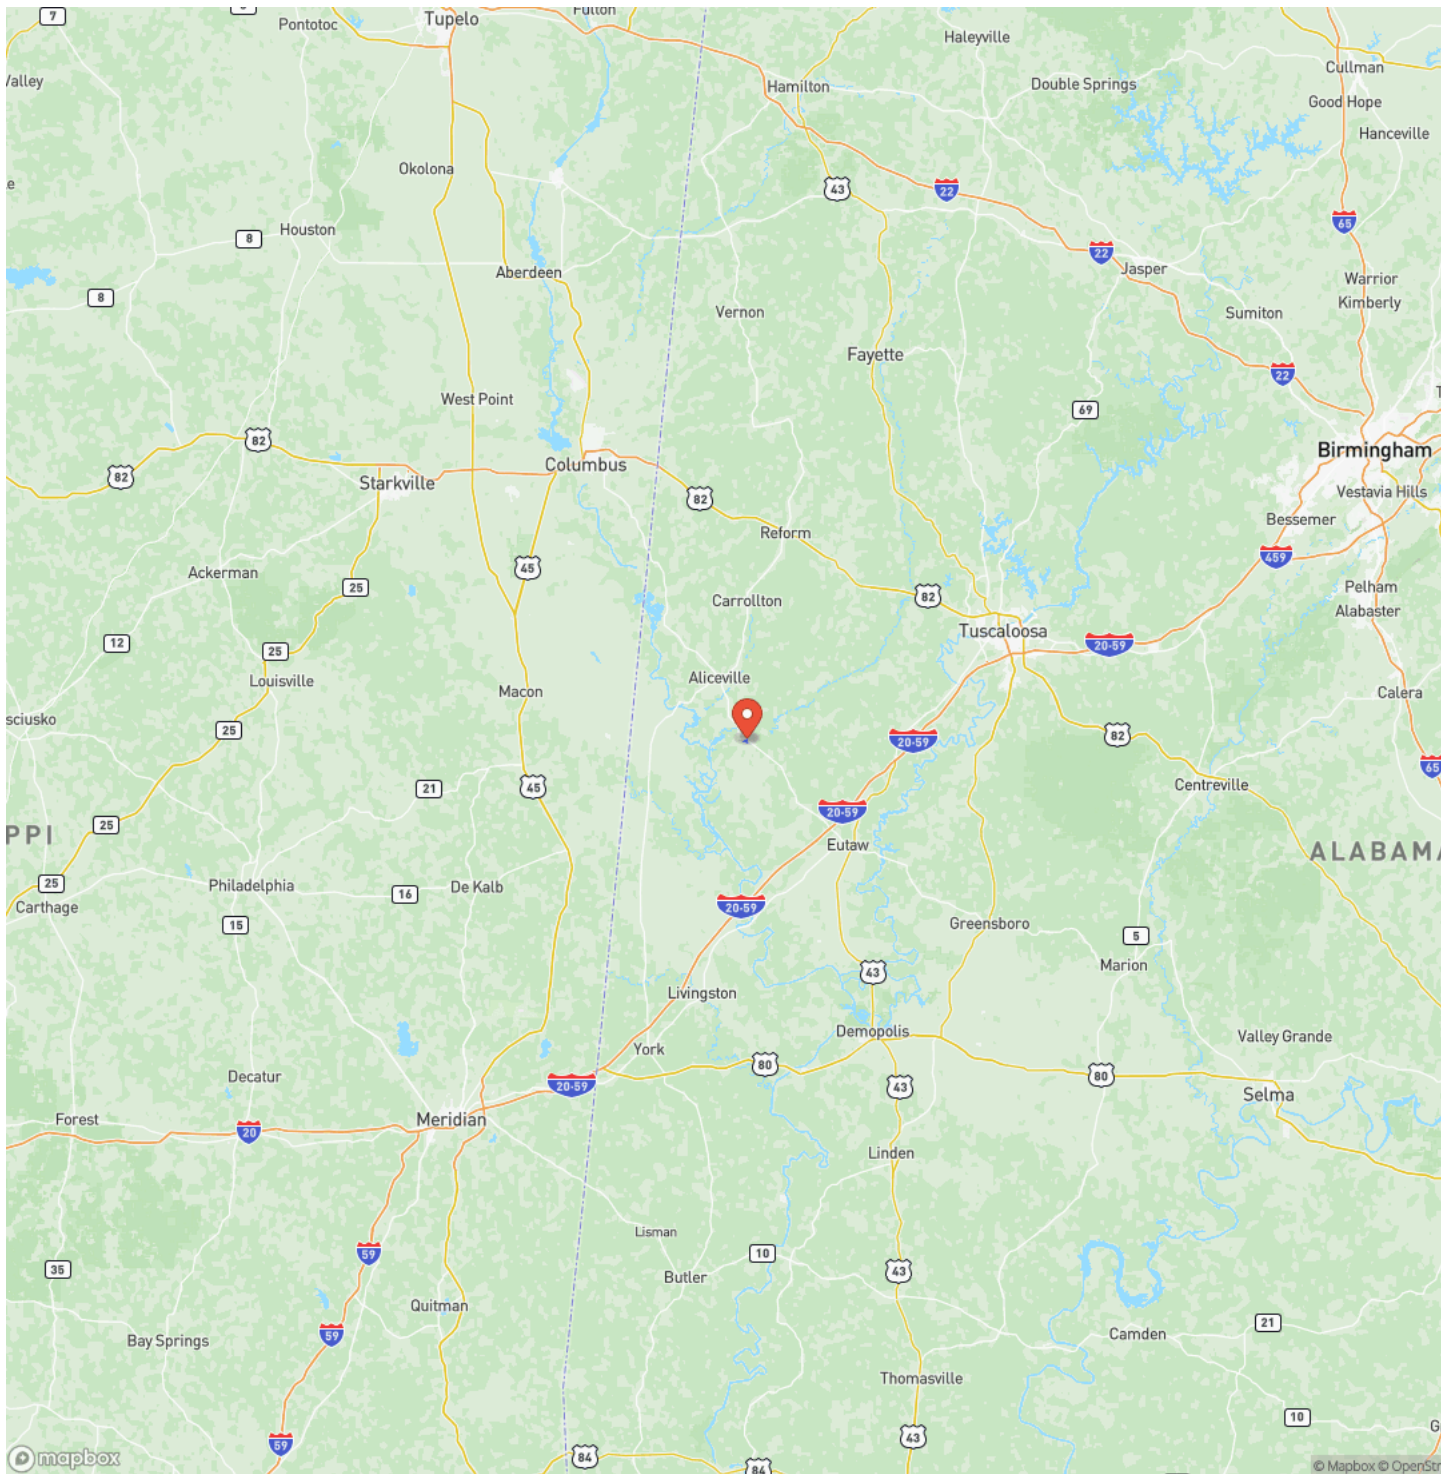 7
Pontotoc
6
Tupelo
Fulton
Haleyville
Cullman
Valley
Hamilton
Double Springs
Good Hope
Hanceville
Okolona
43
22
65
Houston
8
Aberdeen
22
Jasper
Warrior
Kimberly
8
Vernon
Sumiton
Fayette
22
West Point
69
82
Columbus
Birmingham
82
Starkville
82
Vestavia Hills
Bessemer
Reform
459
Ackerman
45
25
Carrollton
82
Pelham
Alabaster
12
25
Tuscaloosa
20-59
Louisville
Aliceville
Macon
Calera
sciusko
25
20-59
82
65
21
45
Centreville
20-59
25
PPI
Eutaw
ALABAMA
25
Philadelphia
16
De Kalb
Carthage
20-59
15
Greensboro
5
43
Marion
Livingston
Demopolis
Valley Grande
York
80
Decatur
20-59
43
80
Selma
Forest
20
Meridian
Linden
Lisman
59
10
35
Butler
43
Quitman
59
21
Bay Springs
Camden
Thomasville
10
59
43
84
84
mapbox
© Mapbox © OpenStr